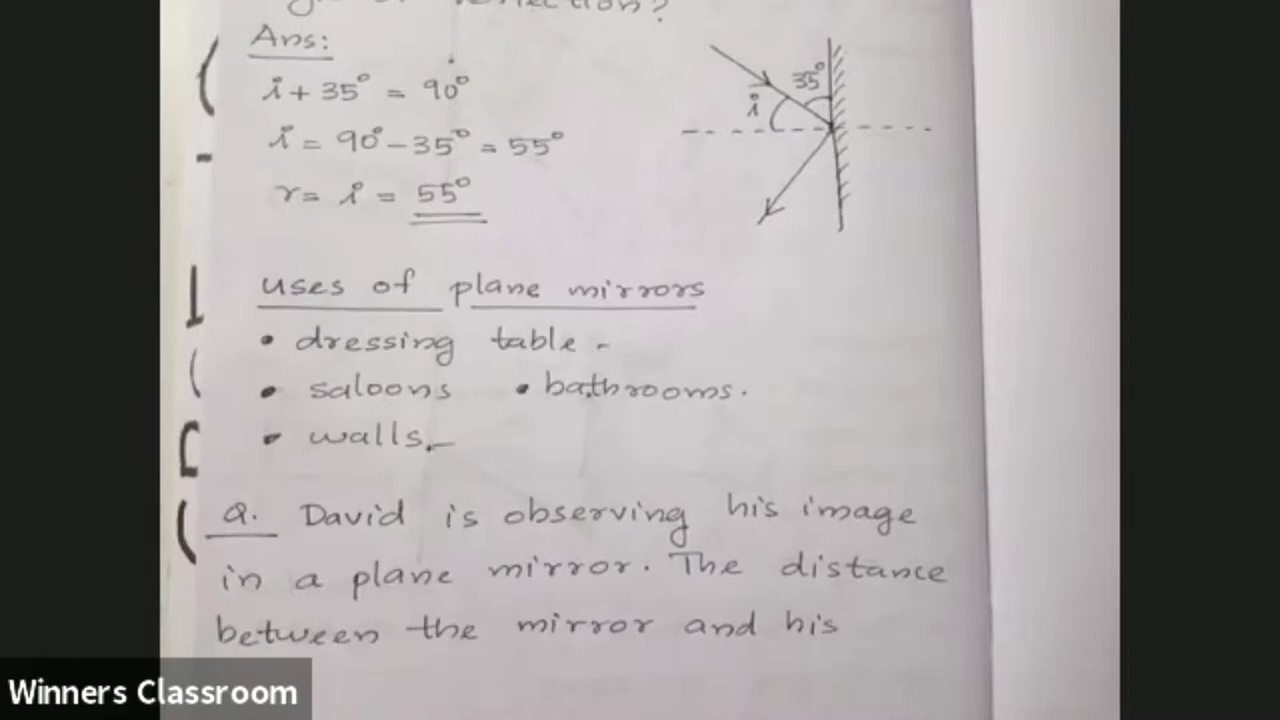 Ans:
i + 35° = 90°
i = 90° - 35° = 55°
r = i = 55°
35°
i
uses of plane mirrors
• dressing table -
• saloons • bathrooms.
• walls.
Q. David is observing his image
in a plane mirror. The distance
between the mirror and his
Winners Classroom